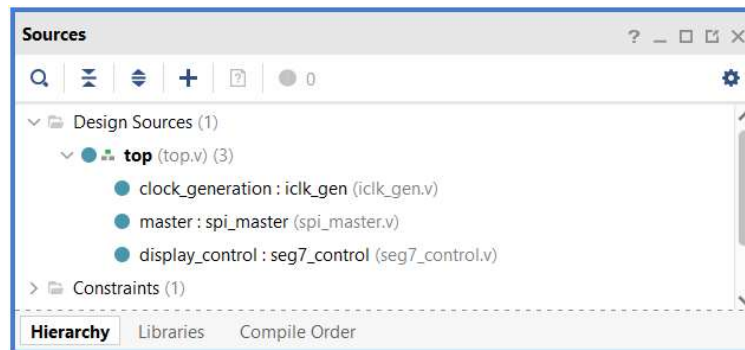 Sources
? 0
Design Sources (1)
top (top.v) (3)
clock_generation : iclk_gen (iclk_gen.v)
master : spi_master (spi_master.v)
display_control : seg7_control (seg7_control.v)
Constraints (1)
Hierarchy Libraries Compile Order